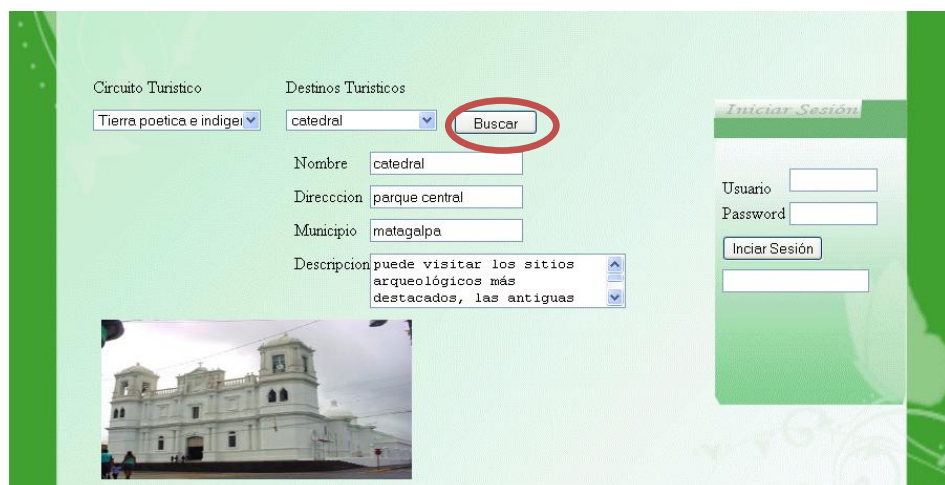 Circuito Turistico Destinos Turisticos
Tierra poetica e indiger catedral Buscar
Iniciar Sesión
Nombre catedral
Direcccion parque central
Usuario
Municipio matagalpa
Password
Descripcion puede visitar los sitios
arqueológicos más
destacados, las antiguas
Inciar Sesión